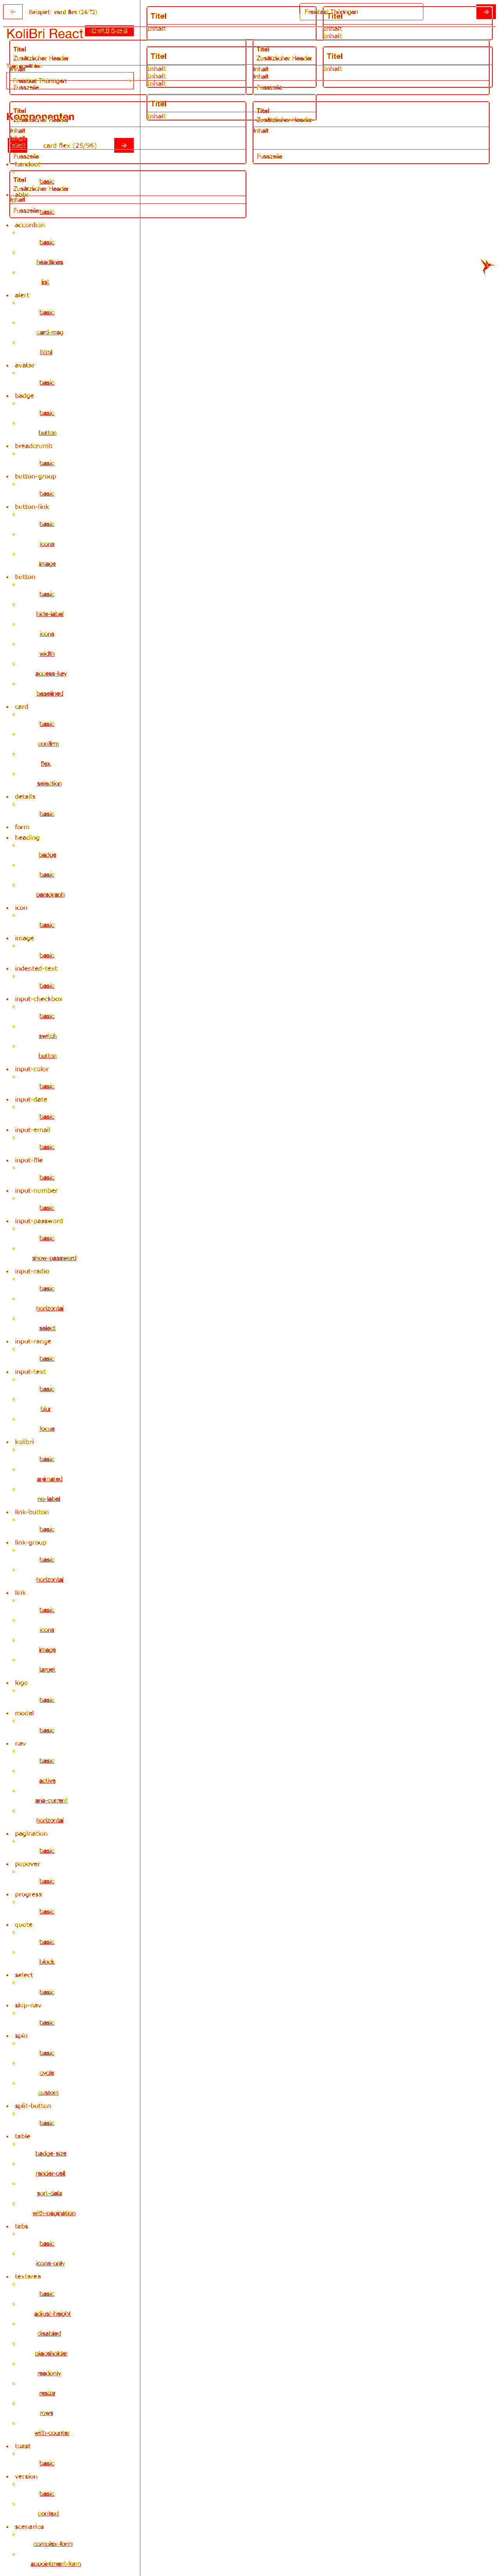 Beispiel: card flex (24/72)
Freistaat Thüringen
→
KoliBri React
Titel
Inhalt
Titel
Inhalt
Inhalt
Titel
Zusätzlicher Header
Inhalt
Fusszeile
Titel
Inhalt
Inhalt
Inhalt
Titel
Zusätzlicher Header
Inhalt
Inhalt
Fusszeile
Titel
Inhalt
Freistaat Thüringen
Titel
Inhalt
Titel
Zusätzlicher Header
Inhalt
Fusszeile
Titel
Zusätzlicher Header
Inhalt
Fusszeile
Komponenten
card flex (25/96)
→
Titel
Zusätzlicher Header
Inhalt
Fusszeile
handout
basic
abbr
basic
accordion
basic
headlines
list
alert
basic
card-msg
html
avatar
basic
badge
basic
button
breadcrumb
basic
button-group
basic
button-link
basic
icons
image
button
basic
hide-label
icons
width
access-key
baselined
card
basic
confirm
flex
selection
details
basic
form
heading
badge
basic
paragraph
icon
basic
image
basic
indented-text
basic
input-checkbox
basic
switch
button
input-color
basic
input-date
basic
input-email
basic
input-file
basic
input-number
basic
input-password
basic
show-password
input-radio
basic
horizontal
select
input-range
basic
input-text
basic
blur
focus
kolibri
basic
animated
no-label
link-button
basic
link-group
basic
horizontal
link
basic
icons
image
target
logo
basic
modal
basic
nav
basic
active
aria-current
horizontal
pagination
basic
popover
basic
progress
basic
quote
basic
block
select
basic
skip-nav
basic
spin
basic
cycle
custom
split-button
basic
table
badge-size
render-cell
sort-data
with-pagination
tabs
basic
icons-only
textarea
basic
adjust-height
disabled
placeholder
readonly
resize
rows
with-counter
toast
basic
version
basic
context
scenarios
complex-form
appointment-form